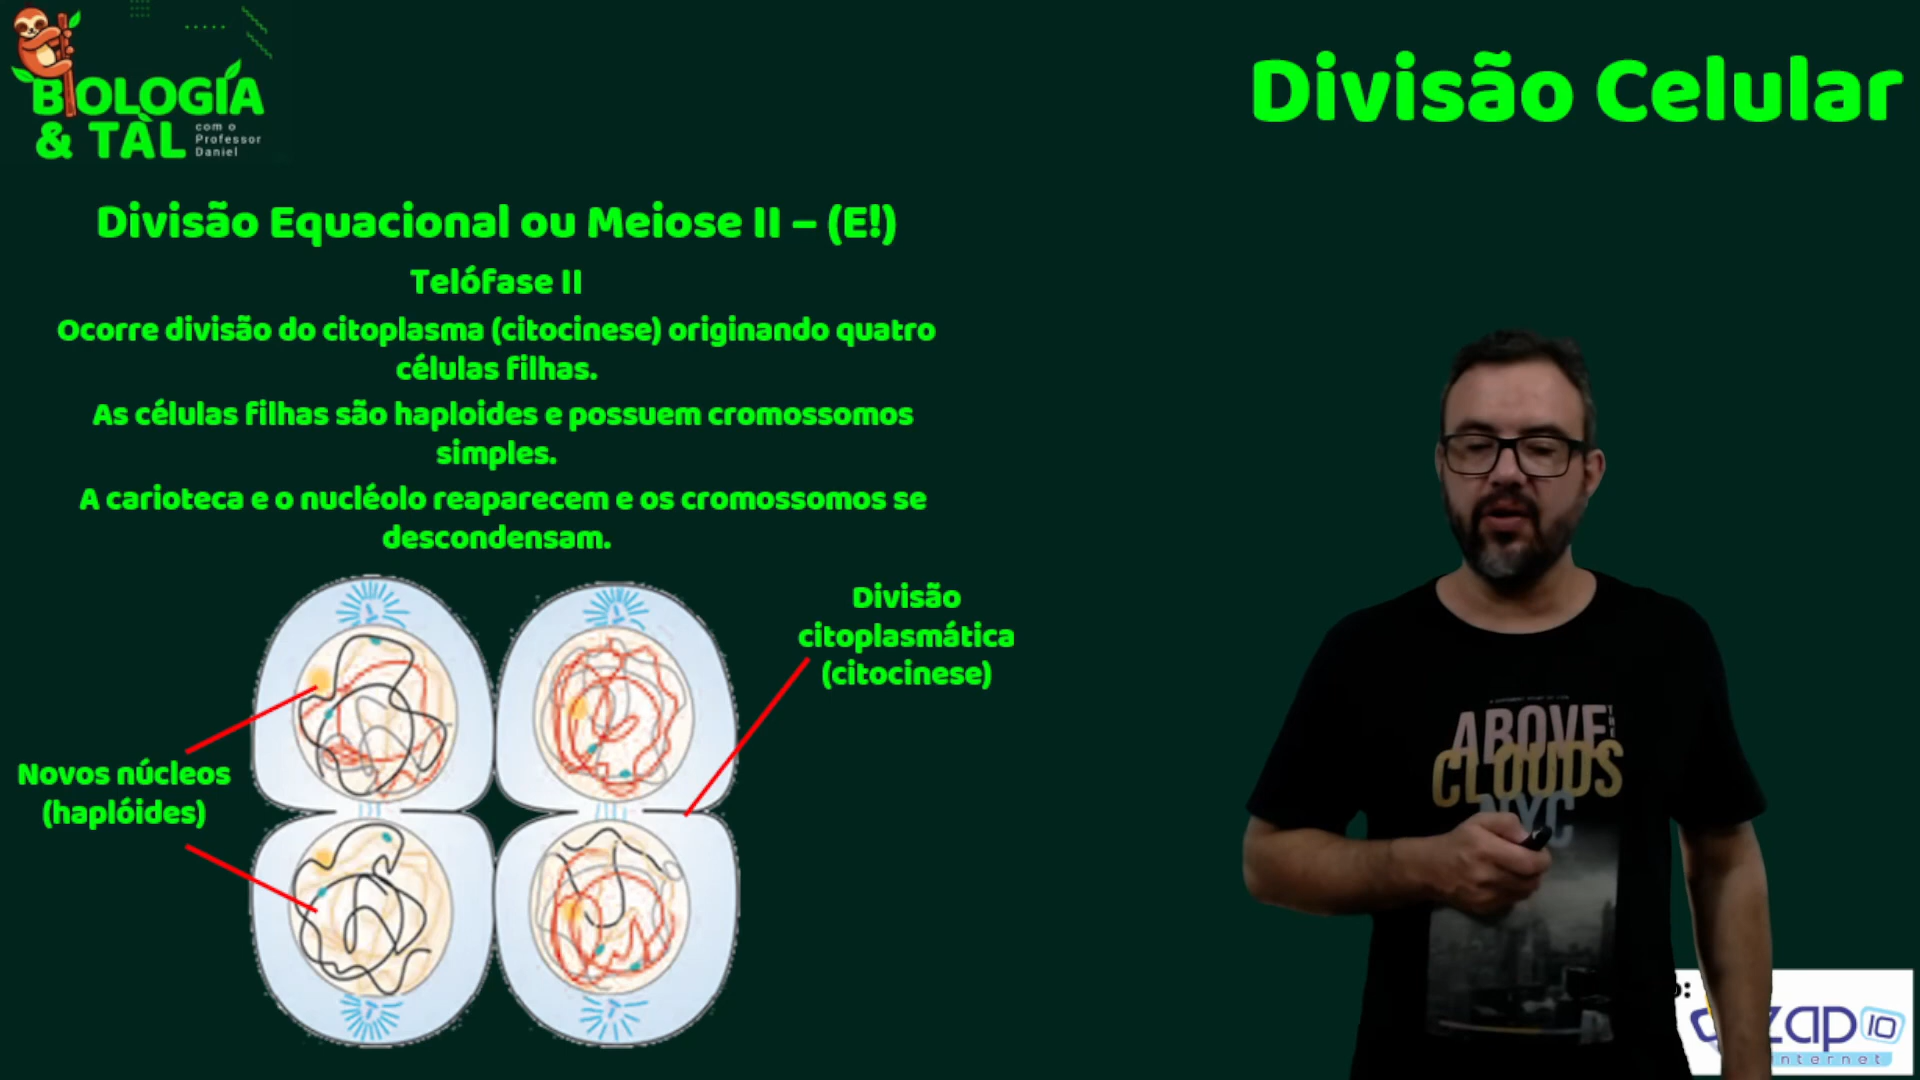 BIOLOGIA
& TAL
com o
Professor
Daniel
Divisão Celular
Divisão Equacional ou Meiose II – (E!)
Telófase II
Ocorre divisão do citoplasma (citocinese) originando quatro
células filhas.
As células filhas são haploides e possuem cromossomos
simples.
A carioteca e o nucléolo reaparecem e os cromossomos se
descondensam.
Divisão
citoplasmática
(citocinese)
Novos núcleos
(haplóides)
ABOVE
THE
CLOUDS
NYC
zap 10
internet